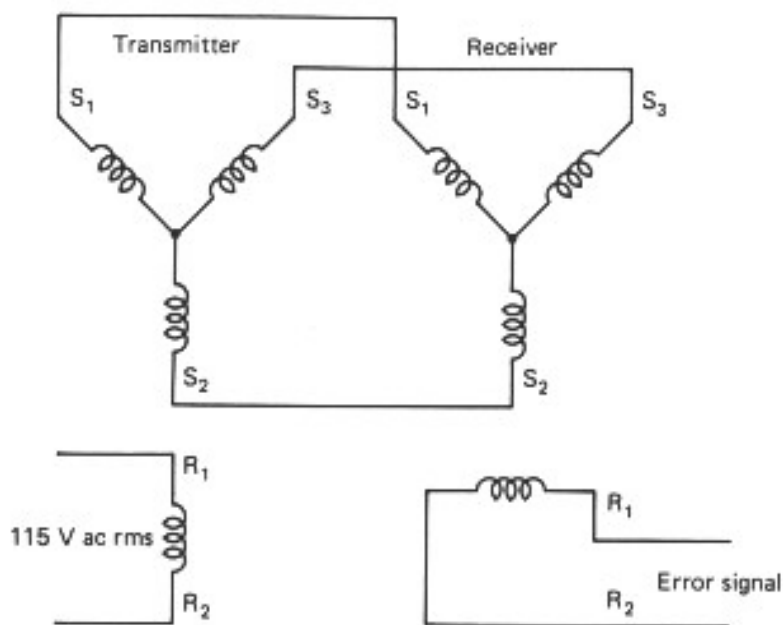 Transmitter
Receiver
S₁
S₃
S₁
S₃
S₂
S₂
R₁
115 V ac rms
R₂
R₁
Error signal
R₂